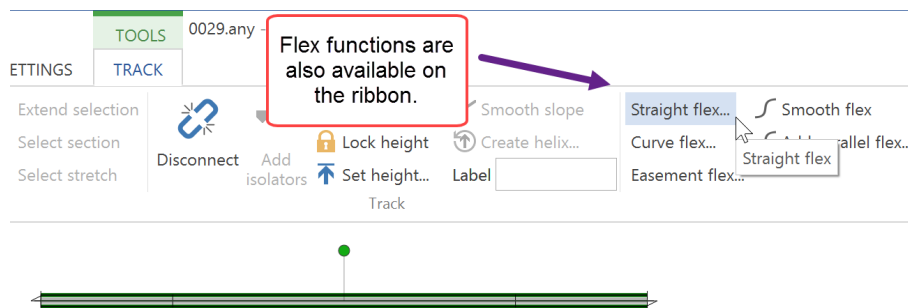 TOOLS
0029.any -
ETTINGS
TRACK
Flex functions are
also available on
the ribbon.
Extend selection
Select section
Select stretch
Disconnect
Add
isolators
Lock height
Set height...
Smooth slope
Create helix...
Label
Track
Straight flex...
Curve flex...
Easement flex...
Smooth flex
rallel flex..
Straight flex